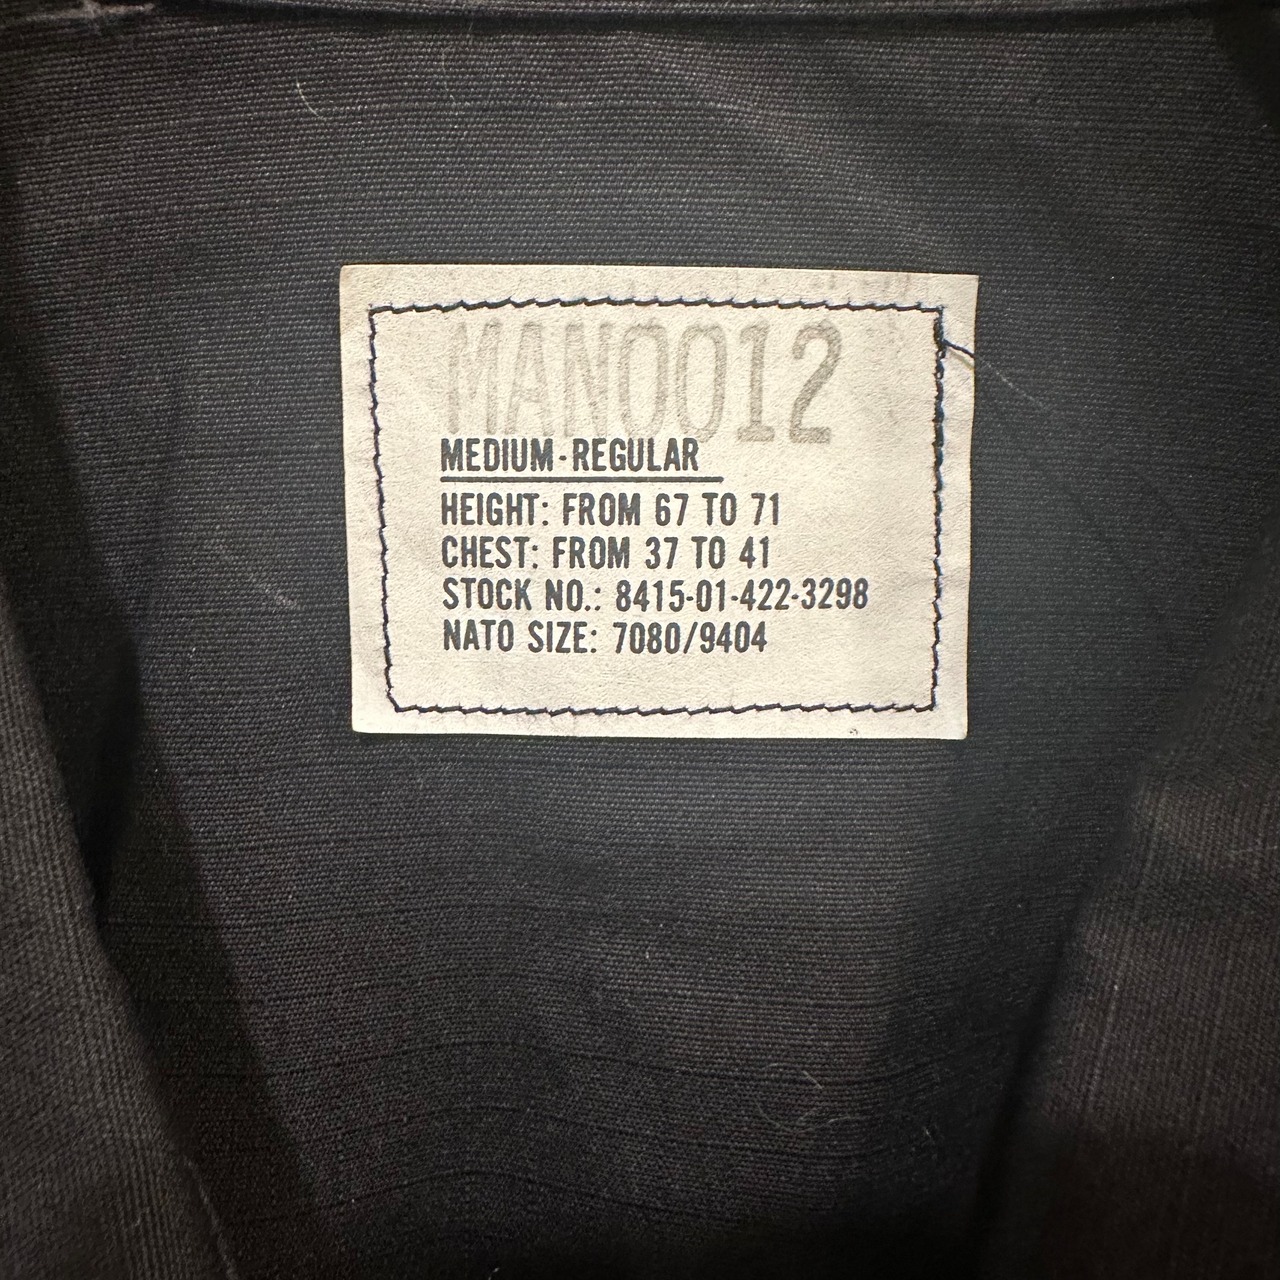 MAN0012
MEDIUM-REGULAR
HEIGHT: FROM 67 TO 71
CHEST: FROM 37 TO 41
STOCK NO.: 8415-01-422-3298
NATO SIZE: 7080/9404